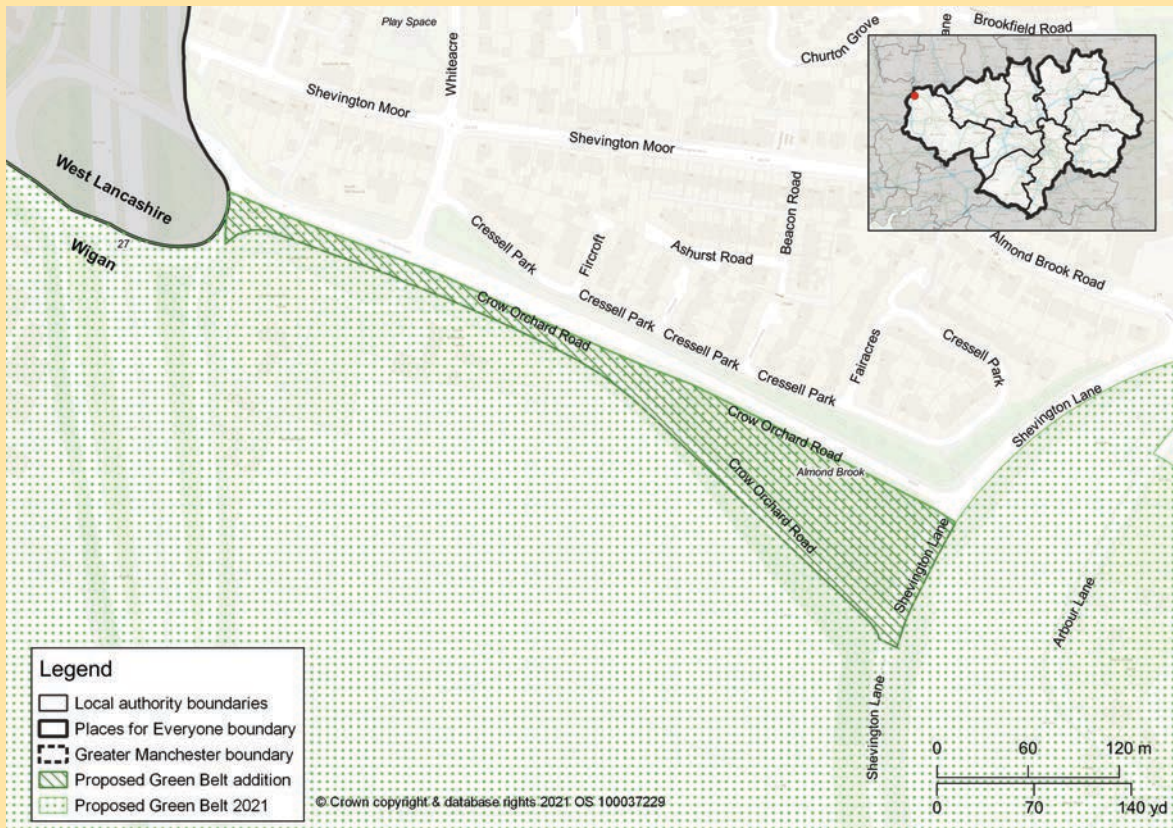 Play Space
Whiteacre
Churton Grove
Lane
Brookfield Road
Shevington Moor
Shevington Moor
West Lancashire
27
Wigan
Cressell Park
Fircroft
Ashurst Road
Beacon Road
Almond Brook Road
Crow Orchard Road
Cressell Park
Cressell Park
Cressell Park
Fairacres
Cressell Park
Shevington Lane
Crow Orchard Road
Almond Brook
Crow Orchard Road
Shevington Lane
Arbour Lane
Shevington Lane
Legend
Local authority boundaries
Places for Everyone boundary
Greater Manchester boundary
Proposed Green Belt addition
Proposed Green Belt 2021
© Crown copyright & database rights 2021 OS 100037229
0 60 120 m
0 70 140 yd